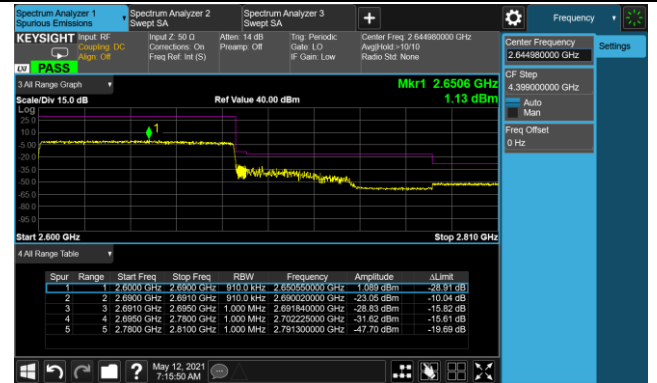 Spectrum Analyzer 1
Spurious Emissions
Spectrum Analyzer 2
Swept SA
Spectrum Analyzer 3
Swept SA
+
Frequency
KEYSIGHT
Input: RF
Coupling: DC
Align: Off
Input Z: 50 Ω
Corrections: On
Freq Ref: Int (S)
Atten: 14 dB
Preamp: Off
Trig: Periodic
Gate: LO
IF Gain: Low
Center Freq: 2.644980000 GHz
Avg|Hold:>10/10
Radio Std: None
LXI PASS
Center Frequency
2.644980000 GHz
Settings
CF Step
4.399000000 GHz
Auto
Man
Freq Offset
0 Hz
3 All Range Graph
Mkr1 2.6506 GHz
1.13 dBm
Scale/Div 15.0 dB
Ref Value 40.00 dBm
Log
25.0
10.0
-5.00
-20.0
-35.0
-50.0
-65.0
-80.0
-95.0
1
Start 2.600 GHz
Stop 2.810 GHz
4 All Range Table
Spur Range Start Freq Stop Freq RBW Frequency Amplitude ΔLimit
1 1 2.6000 GHz 2.6900 GHz 910.0 kHz 2.650550000 GHz 1.089 dBm -28.91 dB
2 2 2.6900 GHz 2.6910 GHz 910.0 kHz 2.690020000 GHz -23.05 dBm -10.04 dB
3 3 2.6910 GHz 2.6950 GHz 1.000 MHz 2.691840000 GHz -28.83 dBm -15.82 dB
4 4 2.6950 GHz 2.7800 GHz 1.000 MHz 2.702225000 GHz -31.62 dBm -15.61 dB
5 5 2.7800 GHz 2.8100 GHz 1.000 MHz 2.791300000 GHz -47.70 dBm -19.69 dB
?
May 12, 2021
7:15:50 AM